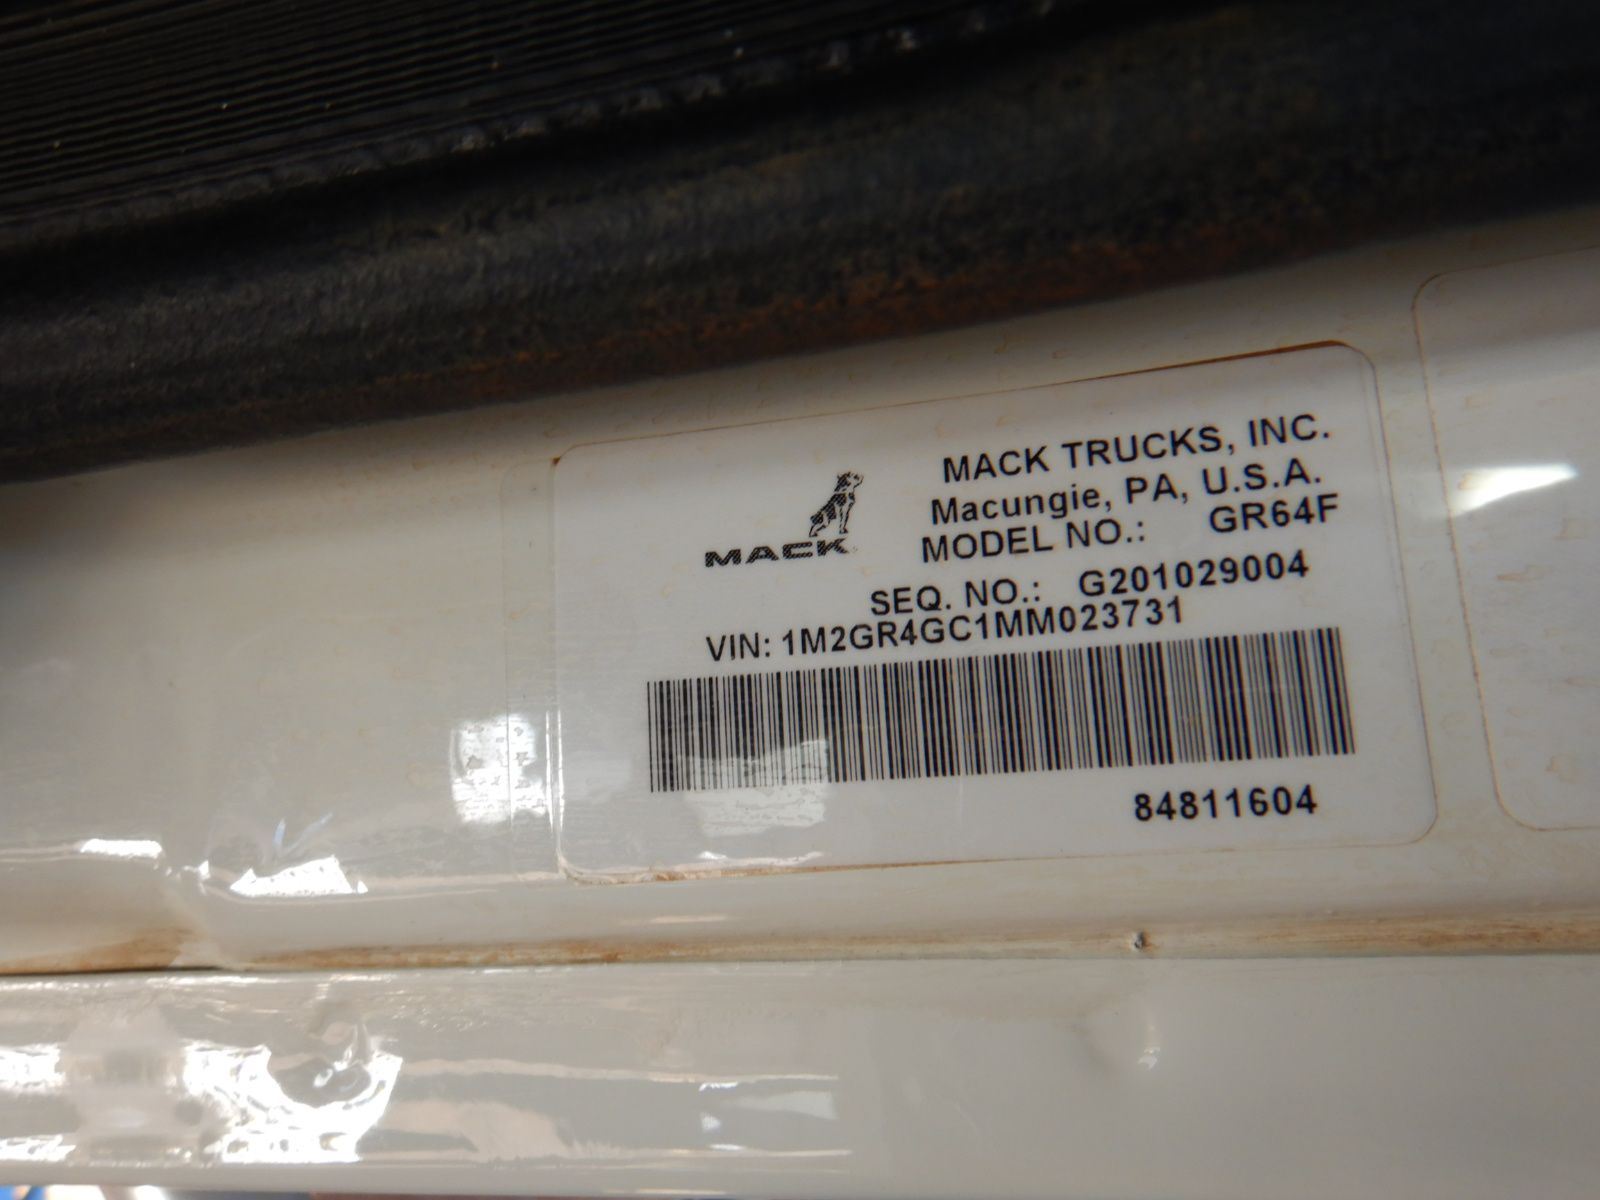 MACK
MACK TRUCKS, INC.
Macungie, PA, U.S.A.
MODEL NO.: GR64F
SEQ. NO.: G201029004
VIN: 1M2GR4GC1MM023731
84811604